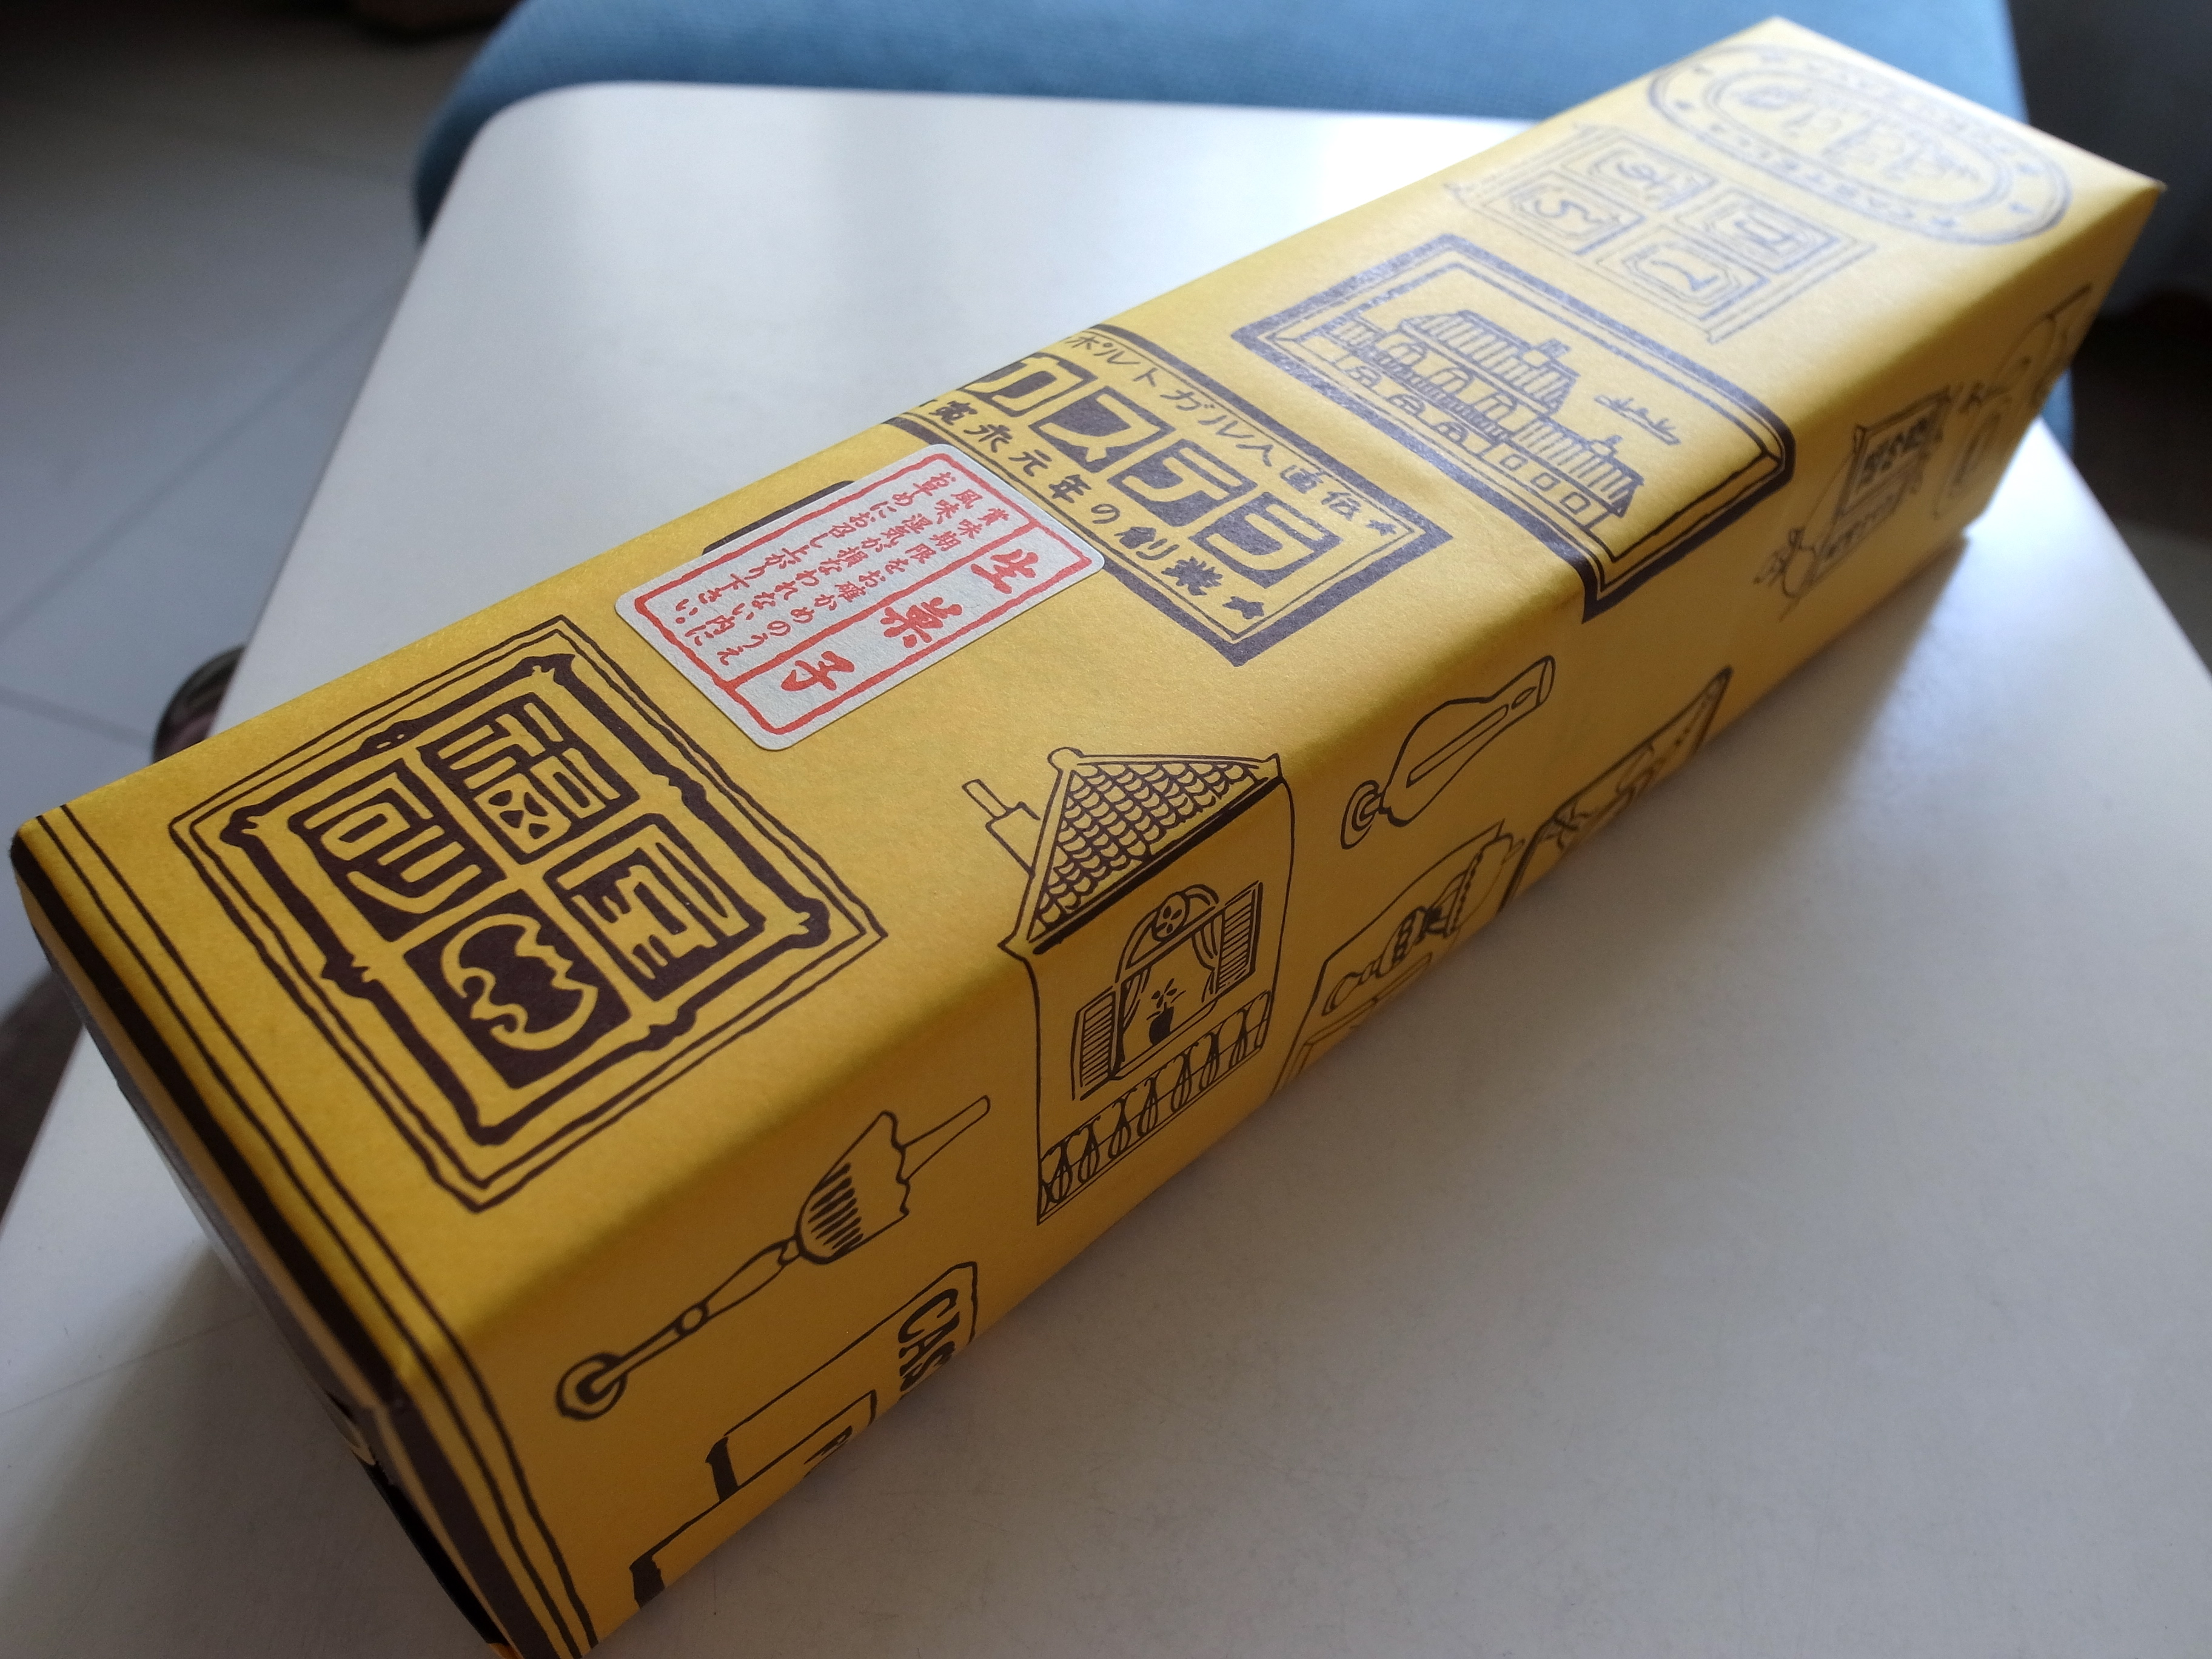 ポルトガル人直伝★
カステラ
寛永元年の創業★
生菓子
賞味期限をお確かめのうえ
風味、湿気が損なわれない内に
お早めにお召し上がり下さい。
福砂屋
CAS